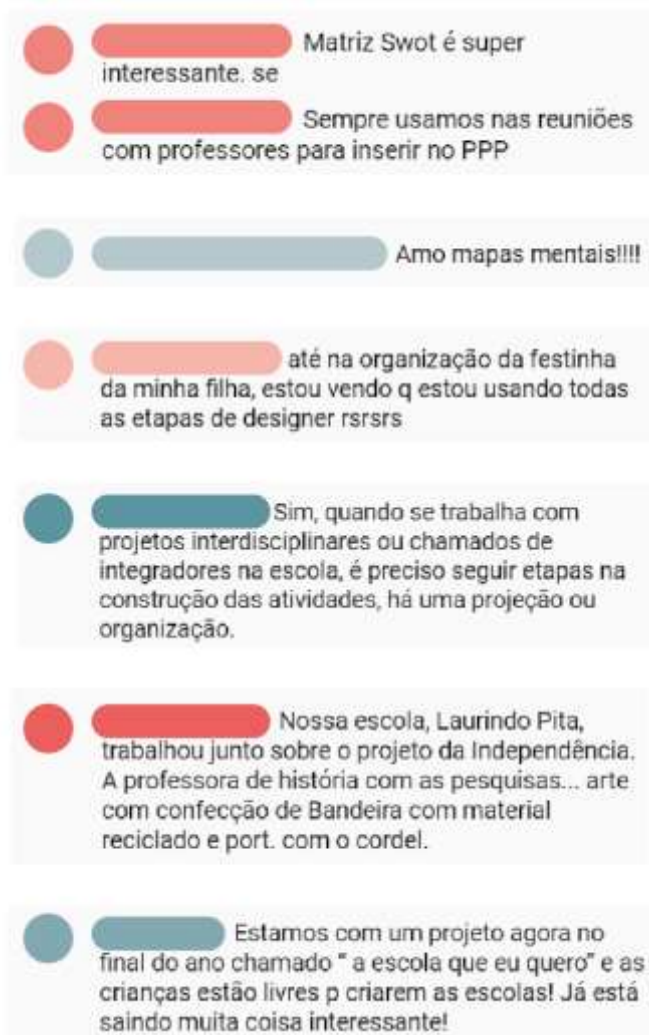 Matriz Swot é super
interessante. se
Sempre usamos nas reuniões
com professores para inserir no PPP
Amo mapas mentais!!!!
até na organização da festinha
da minha filha, estou vendo q estou usando todas
as etapas de designer rsrsrs
Sim, quando se trabalha com
projetos interdisciplinares ou chamados de
integradores na escola, é preciso seguir etapas na
construção das atividades, há uma projeção ou
organização.
Nossa escola, Laurindo Pita,
trabalhou junto sobre o projeto da Independência.
A professora de história com as pesquisas... arte
com confecção de Bandeira com material
reciclado e port. com o cordel.
Estamos com um projeto agora no
final do ano chamado “ a escola que eu quero” e as
crianças estão livres p criarem as escolas! Já está
saindo muita coisa interessante!